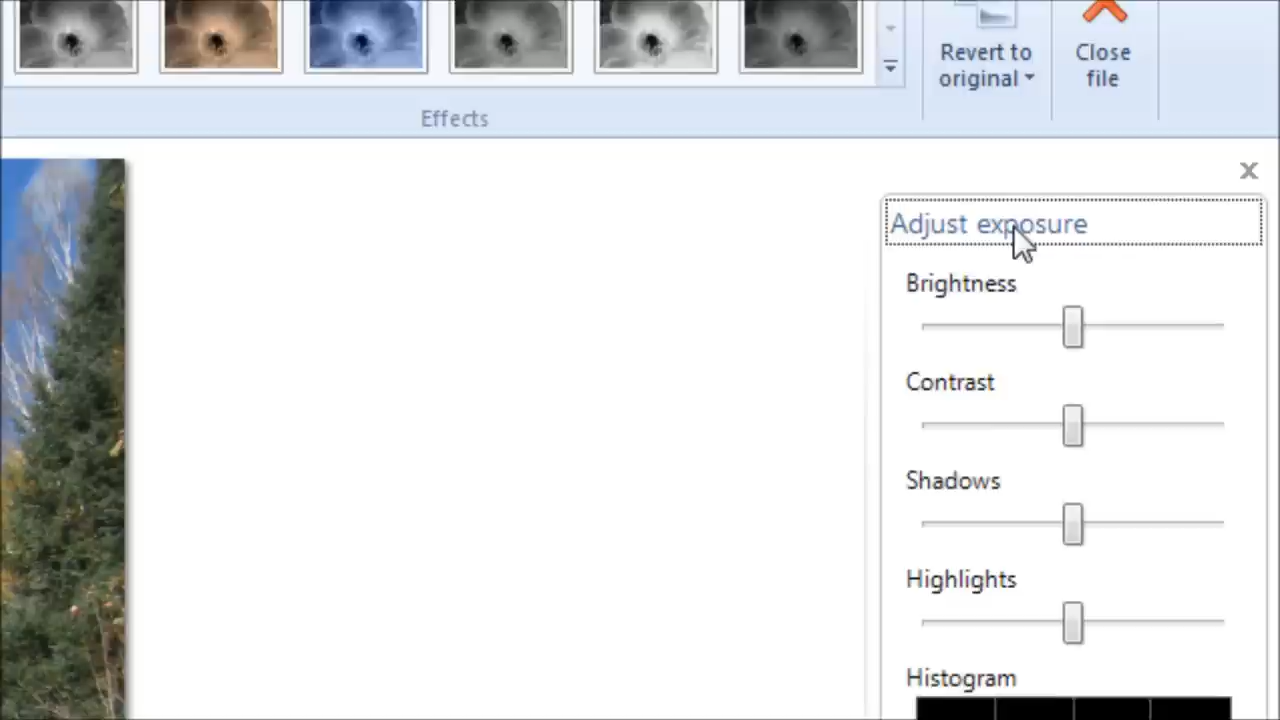 Revert to
original
Close
file
Effects
Adjust exposure
Brightness
Contrast
Shadows
Highlights
Histogram